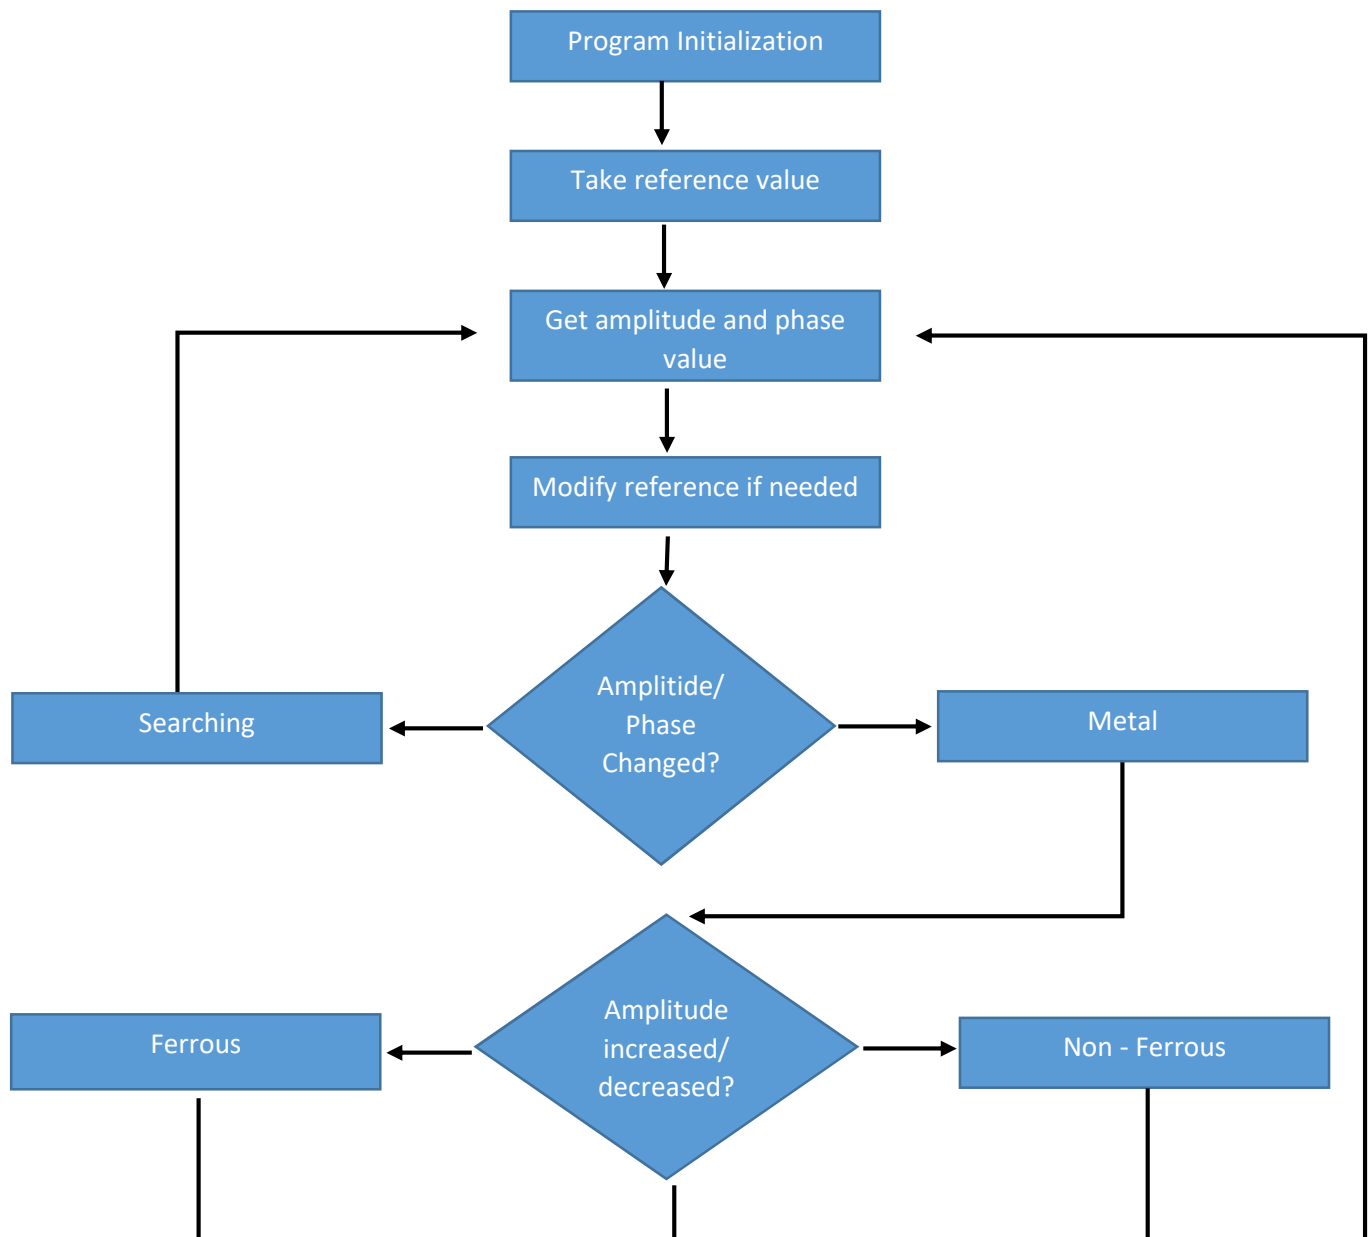 Program Initialization
Take reference value
Get amplitude and phase
value
Modify reference if needed
Amplitide/
Phase
Changed?
Searching
Metal
Amplitude
increased/
decreased?
Ferrous
Non - Ferrous